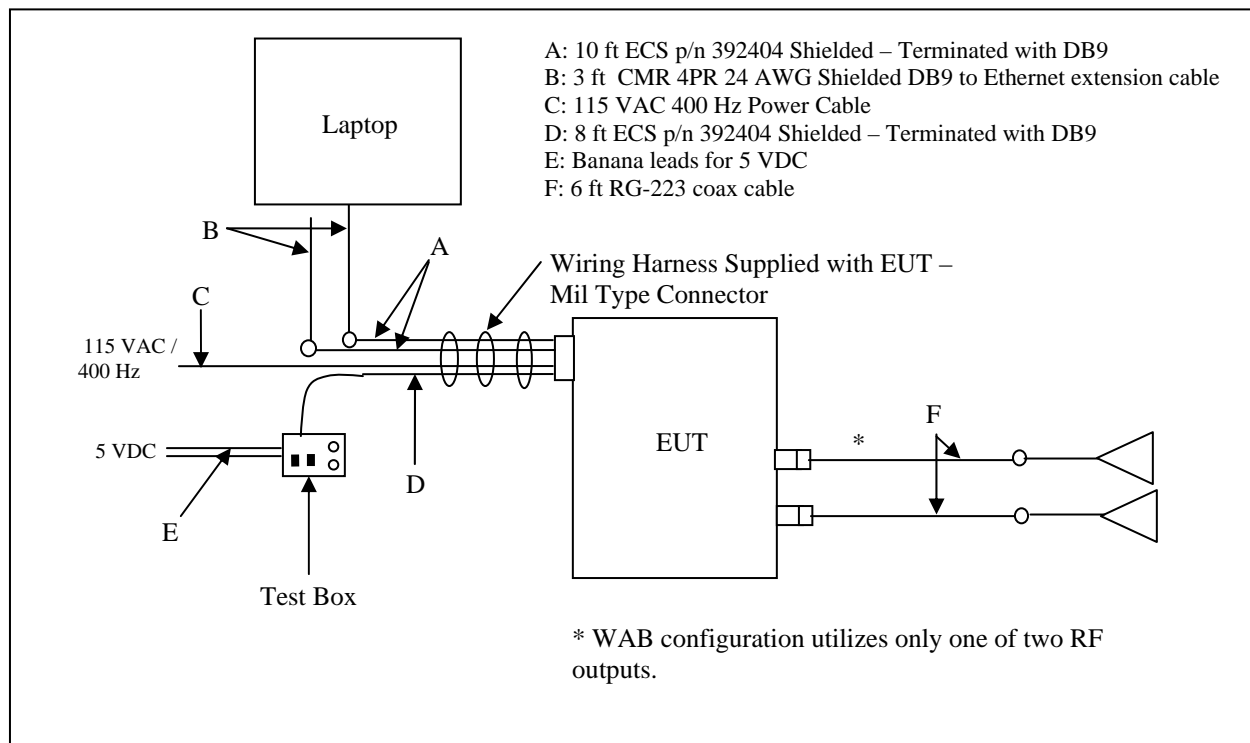 A: 10 ft ECS p/n 392404 Shielded – Terminated with DB9
B: 3 ft  CMR 4PR 24 AWG Shielded DB9 to Ethernet extension cable
C: 115 VAC 400 Hz Power Cable
D: 8 ft ECS p/n 392404 Shielded – Terminated with DB9
E: Banana leads for 5 VDC
F: 6 ft RG-223 coax cable
Laptop
B
A
Wiring Harness Supplied with EUT –
Mil Type Connector
C
115 VAC /
400 Hz
F
EUT
*
5 VDC
D
E
Test Box
* WAB configuration utilizes only one of two RF
outputs.